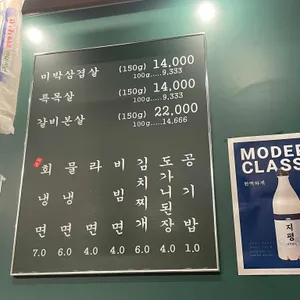 미박삼겹살 (150g) 14,000
100g.....9,333
특목살 (150g) 14,000
100g.....9,333
갈비본살 (150g) 22,000
100g.....14,666
회냉면 7.0
물냉면 6.0
라면 4.0
비빔면 4.0
김치찌개 6.0
도가니된장 4.0
공기밥 1.0
MODER
CLASS
지평